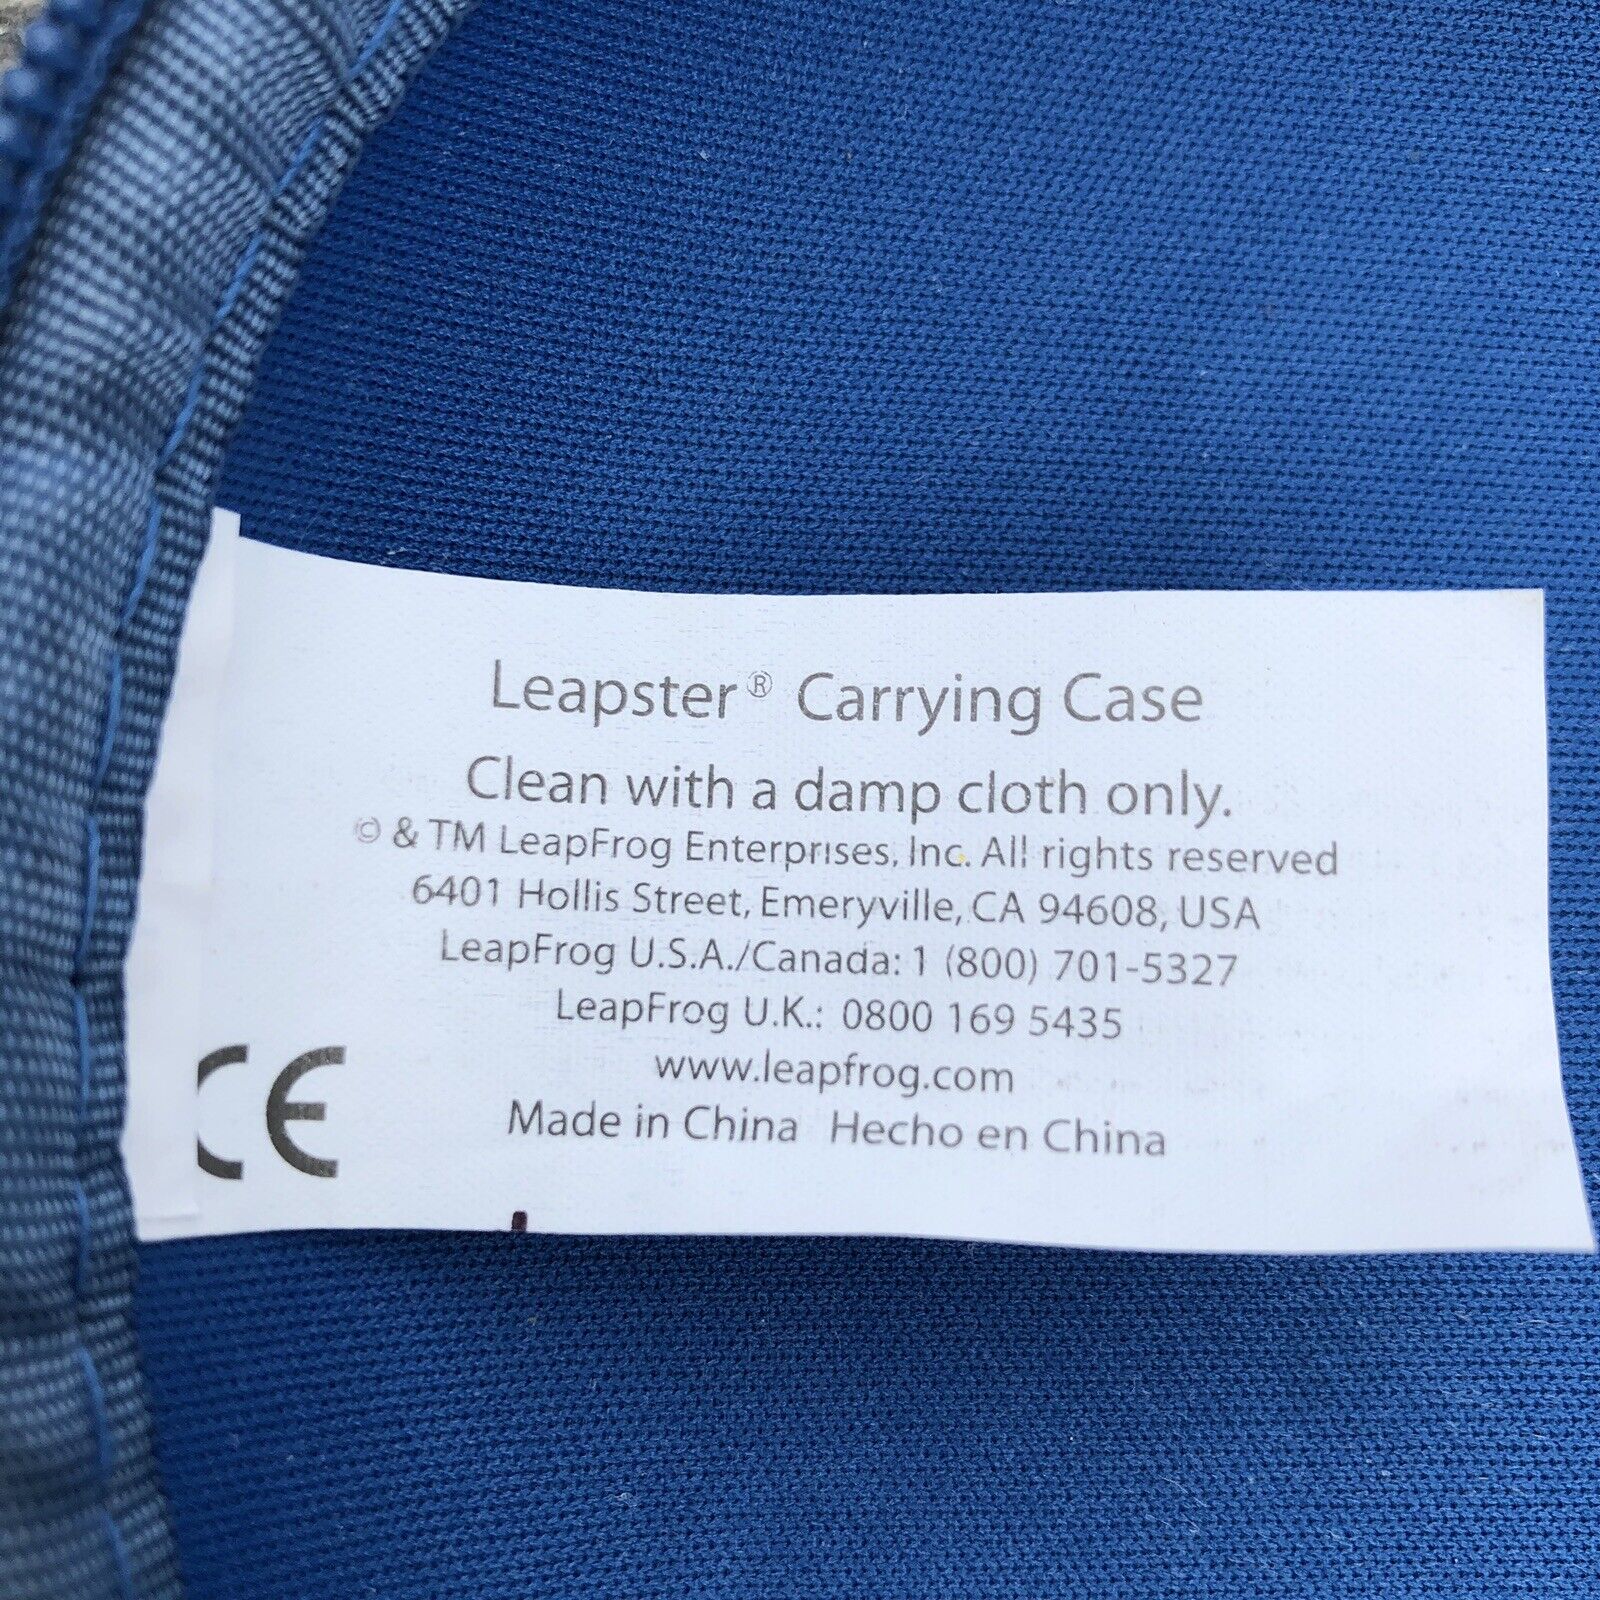 Leapster® Carrying Case
Clean with a damp cloth only.
© & TM LeapFrog Enterprises, Inc. All rights reserved
6401 Hollis Street, Emeryville, CA 94608, USA
LeapFrog U.S.A./Canada: 1 (800) 701-5327
LeapFrog U.K.: 0800 169 5435
www.leapfrog.com
Made in China Hecho en China
CE